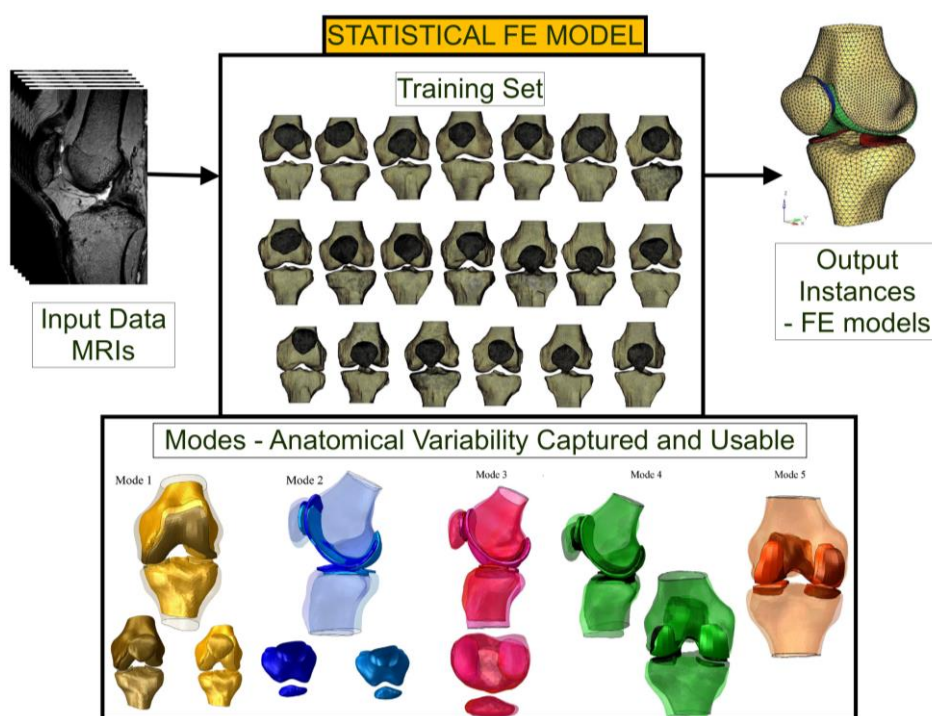 STATISTICAL FE MODEL
Training Set
Input Data
MRIs
Output
Instances
- FE models
Modes - Anatomical Variability Captured and Usable
Mode 1
Mode 2
Mode 3
Mode 4
Mode 5